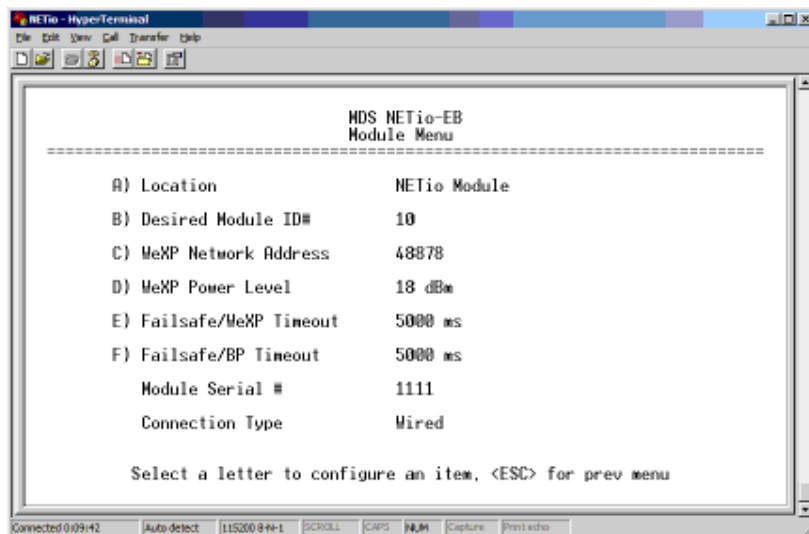 NETio - HyperTerminal
File Edit View Call Transfer Help
MDS NETio-EB
Module Menu
==========================================================================
A) Location NETio Module
B) Desired Module ID# 10
C) WeXP Network Address 48878
D) WeXP Power Level 18 dBm
E) Failsafe/WeXP Timeout 5000 ms
F) Failsafe/BP Timeout 5000 ms
Module Serial # 1111
Connection Type Wired
Select a letter to configure an item, <ESC> for prev menu
Connected 0:09:42 Auto detect 115200 8-N-1 SCROLL CAPS NUM Capture Print echo